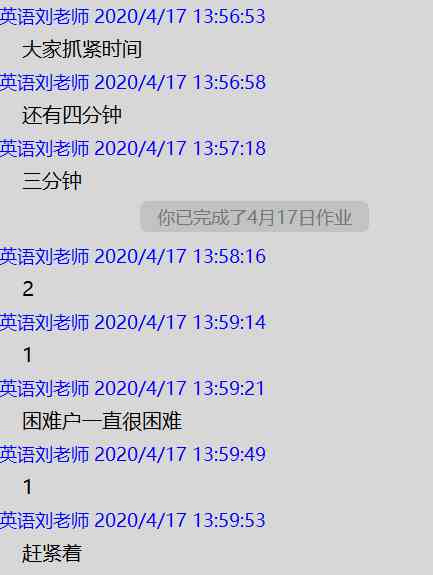 英语刘老师 2020/4/17 13:56:53
大家抓紧时间
英语刘老师 2020/4/17 13:56:58
还有四分钟
英语刘老师 2020/4/17 13:57:18
三分钟
你已完成了4月17日作业
英语刘老师 2020/4/17 13:58:16
2
英语刘老师 2020/4/17 13:59:14
1
英语刘老师 2020/4/17 13:59:21
困难户一直很困难
英语刘老师 2020/4/17 13:59:49
1
英语刘老师 2020/4/17 13:59:53
赶紧着